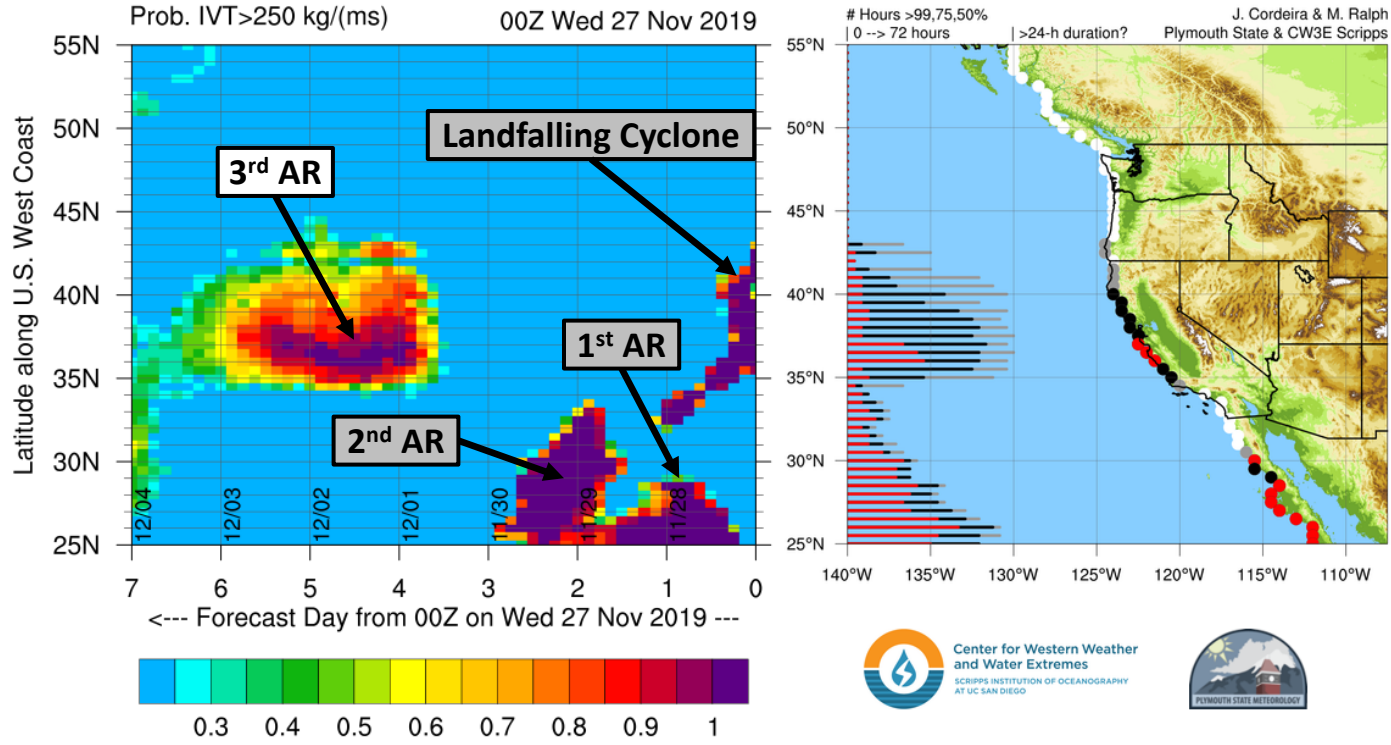 Prob. IVT>250 kg/(ms)
00Z Wed 27 Nov 2019
55N
50N
45N
40N
35N
30N
25N
Latitude along U.S. West Coast
Landfalling Cyclone
3rd AR
1st AR
2nd AR
12/04
12/03
12/02
12/01
11/30
11/29
11/28
7
6
5
4
3
2
1
0
<--- Forecast Day from 00Z on Wed 27 Nov 2019 ---
0.3
0.4
0.5
0.6
0.7
0.8
0.9
1
# Hours >99,75,50%
| 0 --> 72 hours
| >24-h duration?
J. Cordeira & M. Ralph
Plymouth State & CW3E Scripps
55°N
50°N
45°N
40°N
35°N
30°N
25°N
140°W
135°W
130°W
125°W
120°W
115°W
110°W
Center for Western Weather
and Water Extremes
SCRIPPS INSTITUTION OF OCEANOGRAPHY
AT UC SAN DIEGO
PLYMOUTH STATE METEOROLOGY